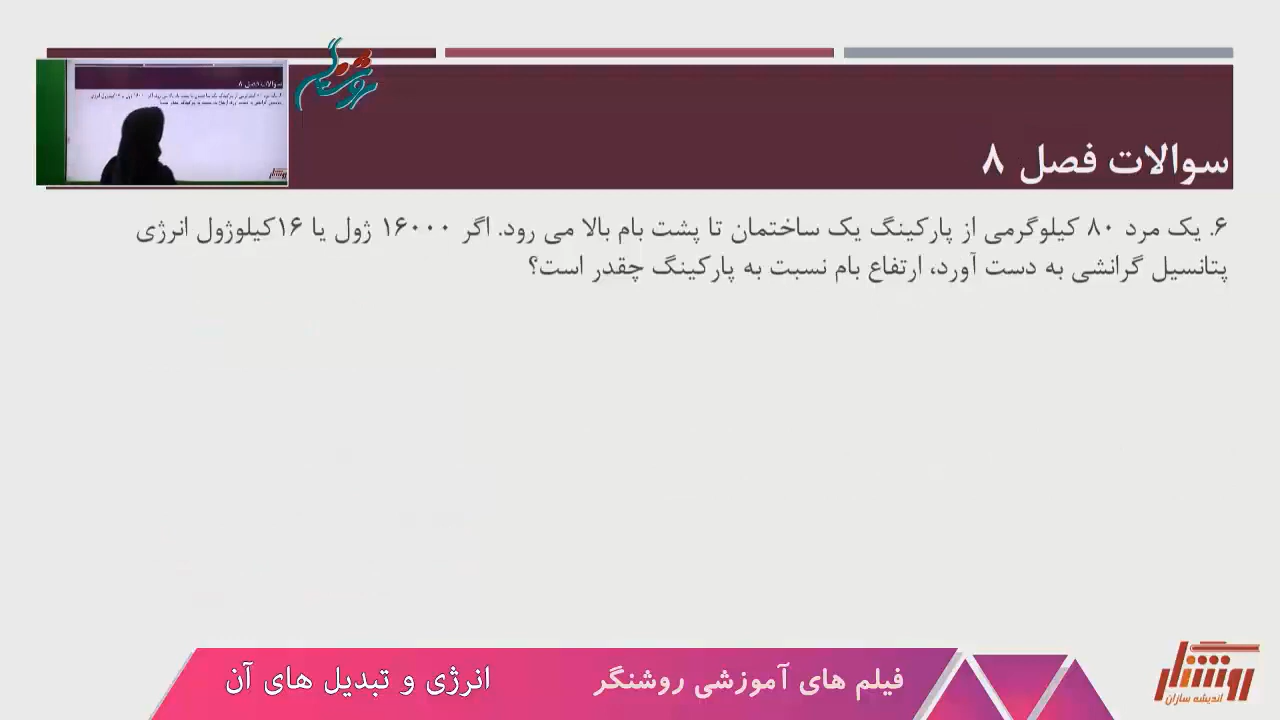 سوالات فصل ۸
۶. یک مرد ۸۰ کیلوگرمی از پارکینگ یک ساختمان تا پشت بام بالا می رود. اگر ۱۶۰۰۰ ژول یا ۱۶کیلوژول انرژی
پتانسیل گرانشی به دست آورد، ارتفاع بام نسبت به پارکینگ چقدر است؟
فیلم های آموزشی روشنگر
انرژی و تبدیل های آن
روشنگر
اندیشه سازان